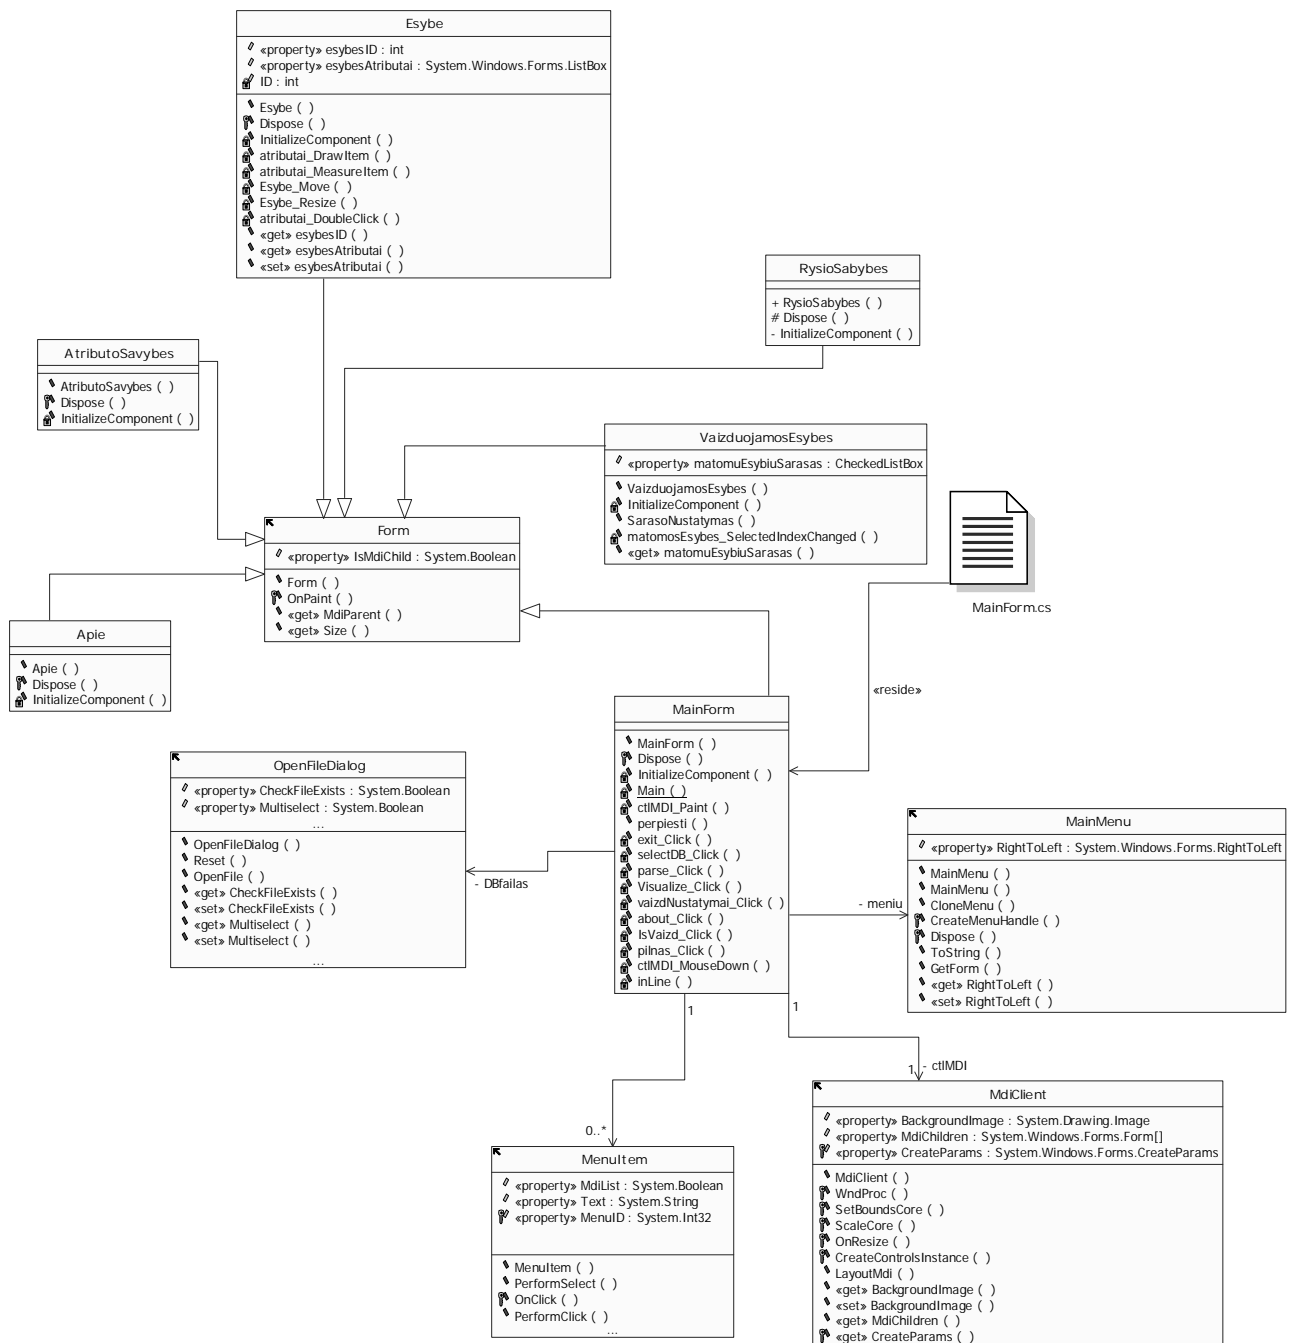 Esybe
«property» esybesID : int
«property» esybesAtributai : System.Windows.Forms.ListBox
ID : int
Esybe ( )
Dispose ( )
InitializeComponent ( )
atributai_DrawItem ( )
atributai_MeasureItem ( )
Esybe_Move ( )
Esybe_Resize ( )
atributai_DoubleClick ( )
«get» esybesID ( )
«get» esybesAtributai ( )
«set» esybesAtributai ( )
RysioSabybes
+ RysioSabybes ( )
# Dispose ( )
- InitializeComponent ( )
AtributoSavybes
AtributoSavybes ( )
Dispose ( )
InitializeComponent ( )
VaizduojamosEsybes
«property» matomuEsybiuSarasas : CheckedListBox
VaizduojamosEsybes ( )
InitializeComponent ( )
SarasoNustatymas ( )
matomosEsybes_SelectedIndexChanged ( )
«get» matomuEsybiuSarasas ( )
Form
«property» IsMdiChild : System.Boolean
Form ( )
OnPaint ( )
«get» MdiParent ( )
«get» Size ( )
MainForm.cs
Apie
Apie ( )
Dispose ( )
InitializeComponent ( )
«reside»
MainForm
MainForm ( )
Dispose ( )
InitializeComponent ( )
Main ( )
ctlMDI_Paint ( )
perpiesti ( )
exit_Click ( )
selectDB_Click ( )
parse_Click ( )
Visualize_Click ( )
vaizdNustatymai_Click ( )
about_Click ( )
IsVaizd_Click ( )
pilnas_Click ( )
ctlMDI_MouseDown ( )
inLine ( )
OpenFileDialog
«property» CheckFileExists : System.Boolean
«property» Multiselect : System.Boolean
...
OpenFileDialog ( )
Reset ( )
OpenFile ( )
«get» CheckFileExists ( )
«set» CheckFileExists ( )
«get» Multiselect ( )
«set» Multiselect ( )
...
- DBfailas
- meniu
MainMenu
«property» RightToLeft : System.Windows.Forms.RightToLeft
MainMenu ( )
MainMenu ( )
CloneMenu ( )
CreateMenuHandle ( )
Dispose ( )
ToString ( )
GetForm ( )
«get» RightToLeft ( )
«set» RightToLeft ( )
1
1
1
- ctlMDI
0..*
MenuItem
«property» MdiList : System.Boolean
«property» Text : System.String
«property» MenuID : System.Int32
MenuItem ( )
PerformSelect ( )
OnClick ( )
PerformClick ( )
...
MdiClient
«property» BackgroundImage : System.Drawing.Image
«property» MdiChildren : System.Windows.Forms.Form[]
«property» CreateParams : System.Windows.Forms.CreateParams
MdiClient ( )
WndProc ( )
SetBoundsCore ( )
ScaleCore ( )
OnResize ( )
CreateControlsInstance ( )
LayoutMdi ( )
«get» BackgroundImage ( )
«set» BackgroundImage ( )
«get» MdiChildren ( )
«get» CreateParams ( )